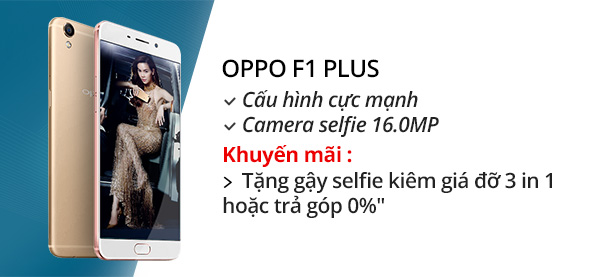 OPPO F1 PLUS
✓ Cấu hình cực mạnh
✓ Camera selfie 16.0MP
Khuyến mãi :
> Tặng gậy selfie kiêm giá đỡ 3 in 1
hoặc trả góp 0%"